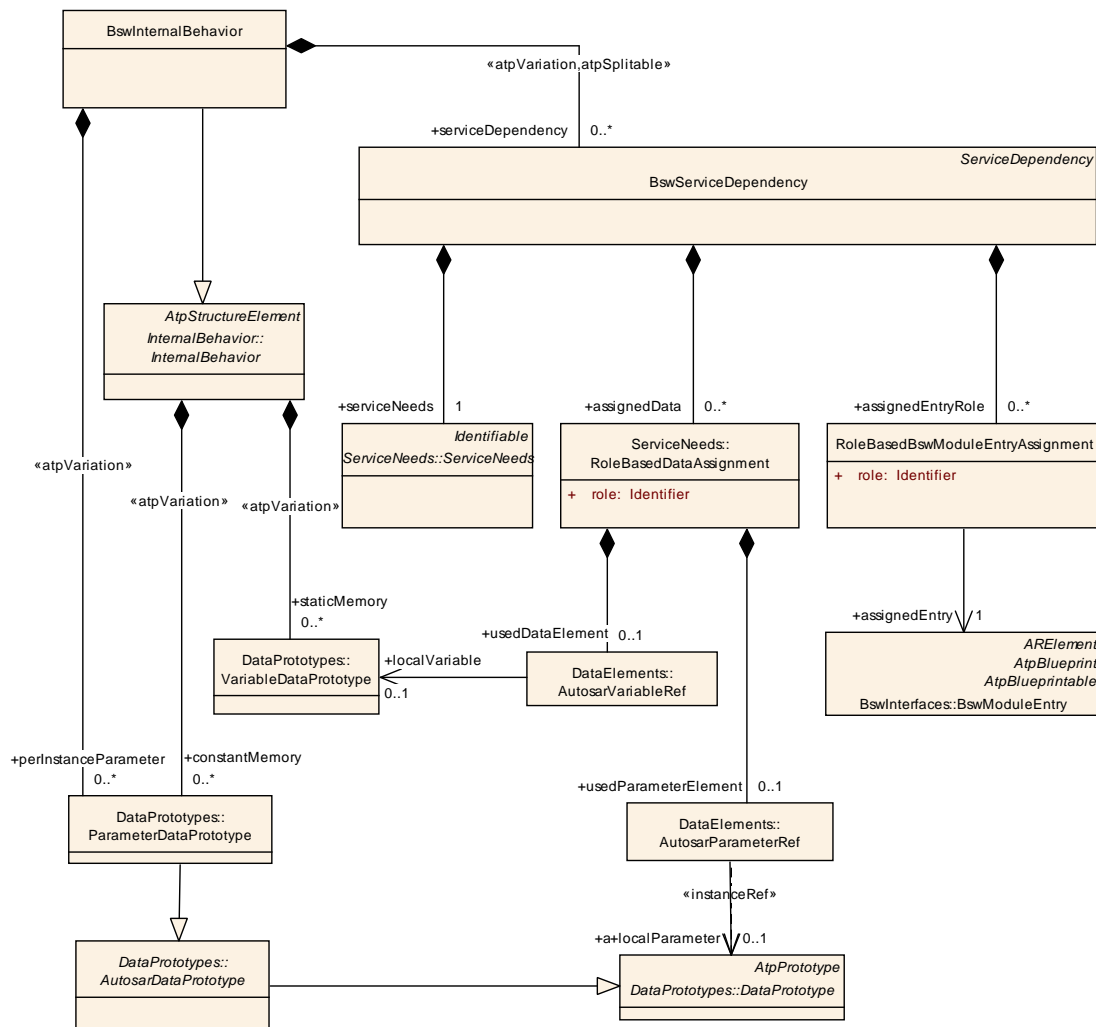 BswInternalBehavior
«atpVariation,atpSplitable»
+serviceDependency 0..*
ServiceDependency
BswServiceDependency
AtpStructureElement
InternalBehavior::
InternalBehavior
+serviceNeeds 1
+assignedData 0..*
+assignedEntryRole 0..*
Identifiable
ServiceNeeds::ServiceNeeds
ServiceNeeds::
RoleBasedDataAssignment
+ role: Identifier
RoleBasedBswModuleEntryAssignment
+ role: Identifier
«atpVariation»
«atpVariation»
«atpVariation»
+staticMemory
0..*
+usedDataElement 0..1
+assignedEntry 1
DataPrototypes::
VariableDataPrototype
+localVariable
0..1
DataElements::
AutosarVariableRef
ARElement
AtpBlueprint
AtpBlueprintable
BswInterfaces::BswModuleEntry
+perInstanceParameter
0..*
+constantMemory
0..*
+usedParameterElement 0..1
DataPrototypes::
ParameterDataPrototype
DataElements::
AutosarParameterRef
«instanceRef»
+a+localParameter 0..1
DataPrototypes::
AutosarDataPrototype
AtpPrototype
DataPrototypes::DataPrototype